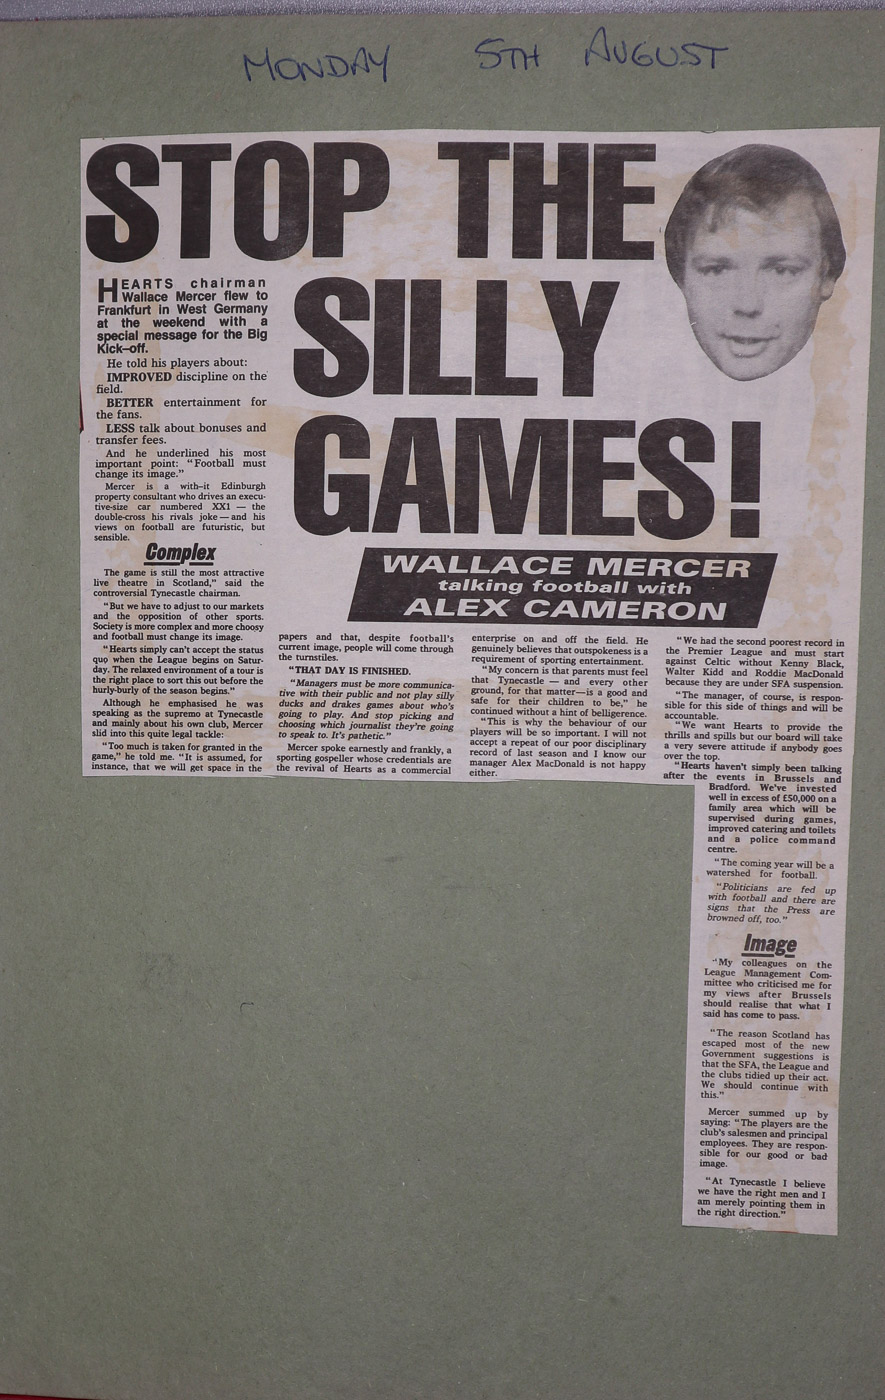 MONDAY 5TH AUGUST
STOP THE
SILLY
GAMES!
WALLACE MERCER
talking football with
ALEX CAMERON
HEARTS chairman
Wallace Mercer flew to
Frankfurt in West Germany
at the weekend with a
special message for the Big
Kick-off.
He told his players about:
IMPROVED discipline on the
field.
BETTER entertainment for
the fans.
LESS talk about bonuses and
transfer fees.
And he underlined his most
important point: "Football must
change its image."
Mercer is a with-it Edinburgh
property consultant who drives an execu-
tive-size car numbered XX1 — the
double-cross his rivals joke — and his
views on football are futuristic, but
sensible.
Complex
The game is still the most attractive
live theatre in Scotland," said the
controversial Tynecastle chairman.
"But we have to adjust to our markets
and the opposition of other sports.
Society is more complex and more choosy
and football must change its image.
"Hearts simply can't accept the status
quo when the League begins on Satur-
day. The relaxed environment of a tour is
the right place to sort this out before the
hurly-burly of the season begins."
Although he emphasised he was
speaking as the supremo at Tynecastle
and mainly about his own club, Mercer
slid into this quite legal tackle:
"Too much is taken for granted in the
game," he told me. "It is assumed, for
instance, that we will get space in the
papers and that, despite football's
current image, people will come through
the turnstiles.
"THAT DAY IS FINISHED.
"Managers must be more communica-
tive with their public and not play silly
ducks and drakes games about who's
going to play. And stop picking and
choosing which journalist they're going
to speak to. It's pathetic."
Mercer spoke earnestly and frankly, a
sporting gospeller whose credentials are
the revival of Hearts as a commercial
enterprise on and off the field. He
genuinely believes that outspokeness is a
requirement of sporting entertainment.
"My concern is that parents must feel
that Tynecastle — and every other
ground, for that matter—is a good and
safe for their children to be," he
continued without a hint of belligerence.
"This is why the behaviour of our
players will be so important. I will not
accept a repeat of our poor disciplinary
record of last season and I know our
manager Alex MacDonald is not happy
either.
"We had the second poorest record in
the Premier League and must start
against Celtic without Kenny Black,
Walter Kidd and Roddie MacDonald
because they are under SFA suspension.
"The manager, of course, is respon-
sible for this side of things and will be
accountable.
"We want Hearts to provide the
thrills and spills but our board will take
a very severe attitude if anybody goes
over the top.
"Hearts haven't simply been talking
after the events in Brussels and
Bradford. We've invested
well in excess of £50,000 on a
family area which will be
supervised during games,
improved catering and toilets
and a police command
centre.
"The coming year will be a
watershed for football.
"Politicians are fed up
with football and there are
signs that the Press are
browned off, too."
Image
"My colleagues on the
League Management Com-
mittee who criticised me for
my views after Brussels
should realise that what I
said has come to pass.
"The reason Scotland has
escaped most of the new
Government suggestions is
that the SFA, the League and
the clubs tidied up their act.
We should continue with
this."
Mercer summed up by
saying: "The players are the
club's salesmen and principal
employees. They are respon-
sible for our good or bad
image.
"At Tynecastle I believe
we have the right men and I
am merely pointing them in
the right direction."